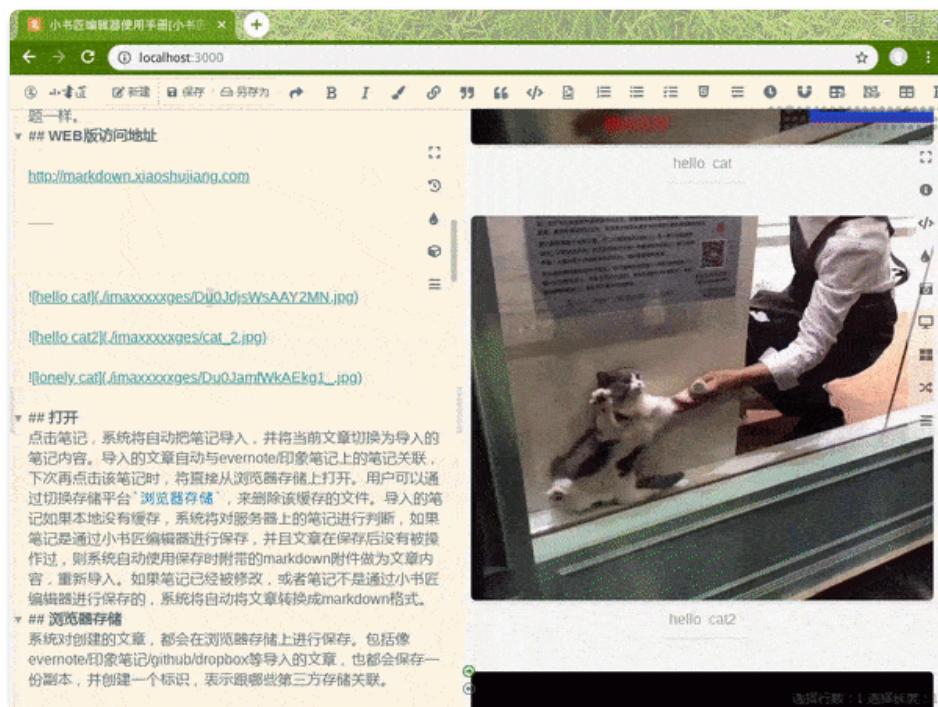 小书匠编辑器使用手册[小书匠
localhost:3000
新建 保存 另存为
题一样。
## WEB版访问地址
http://markdown.xiaoshujiang.com
![hello cat](./imaxxxxxges/Du0JdjsWsAAY2MN.jpg)
![hello cat2](./imaxxxxxges/cat_2.jpg)
![lonely cat](./imaxxxxxges/Du0JamfWkAEkg1_.jpg)
## 打开
点击笔记，系统将自动把笔记导入，并将当前文章切换为导入的
笔记内容。导入的文章自动与evernote/印象笔记上的笔记关联，
下次再点击该笔记时，将直接从浏览器存储上打开。用户可以通
过切换存储平台`浏览器存储`，来删除该缓存的文件。导入的笔
记如果本地没有缓存，系统将对服务器上的笔记进行判断，如果
笔记是通过小书匠编辑器进行保存，并且文章在保存后没有被操
作过，则系统自动使用保存时附带的markdown附件做为文章内
容，重新导入。如果笔记已经被修改，或者笔记不是通过小书匠
编辑器进行保存的，系统将自动将文章转换成markdown格式。
## 浏览器存储
系统对创建的文章，都会在浏览器存储上进行保存。包括像
evernote/印象笔记/github/dropbox等导入的文章，也都会保存一
份副本，并创建一个标识，表示跟哪些第三方存储关联。
hello cat
hello cat2
选择行数：1 选择长度：